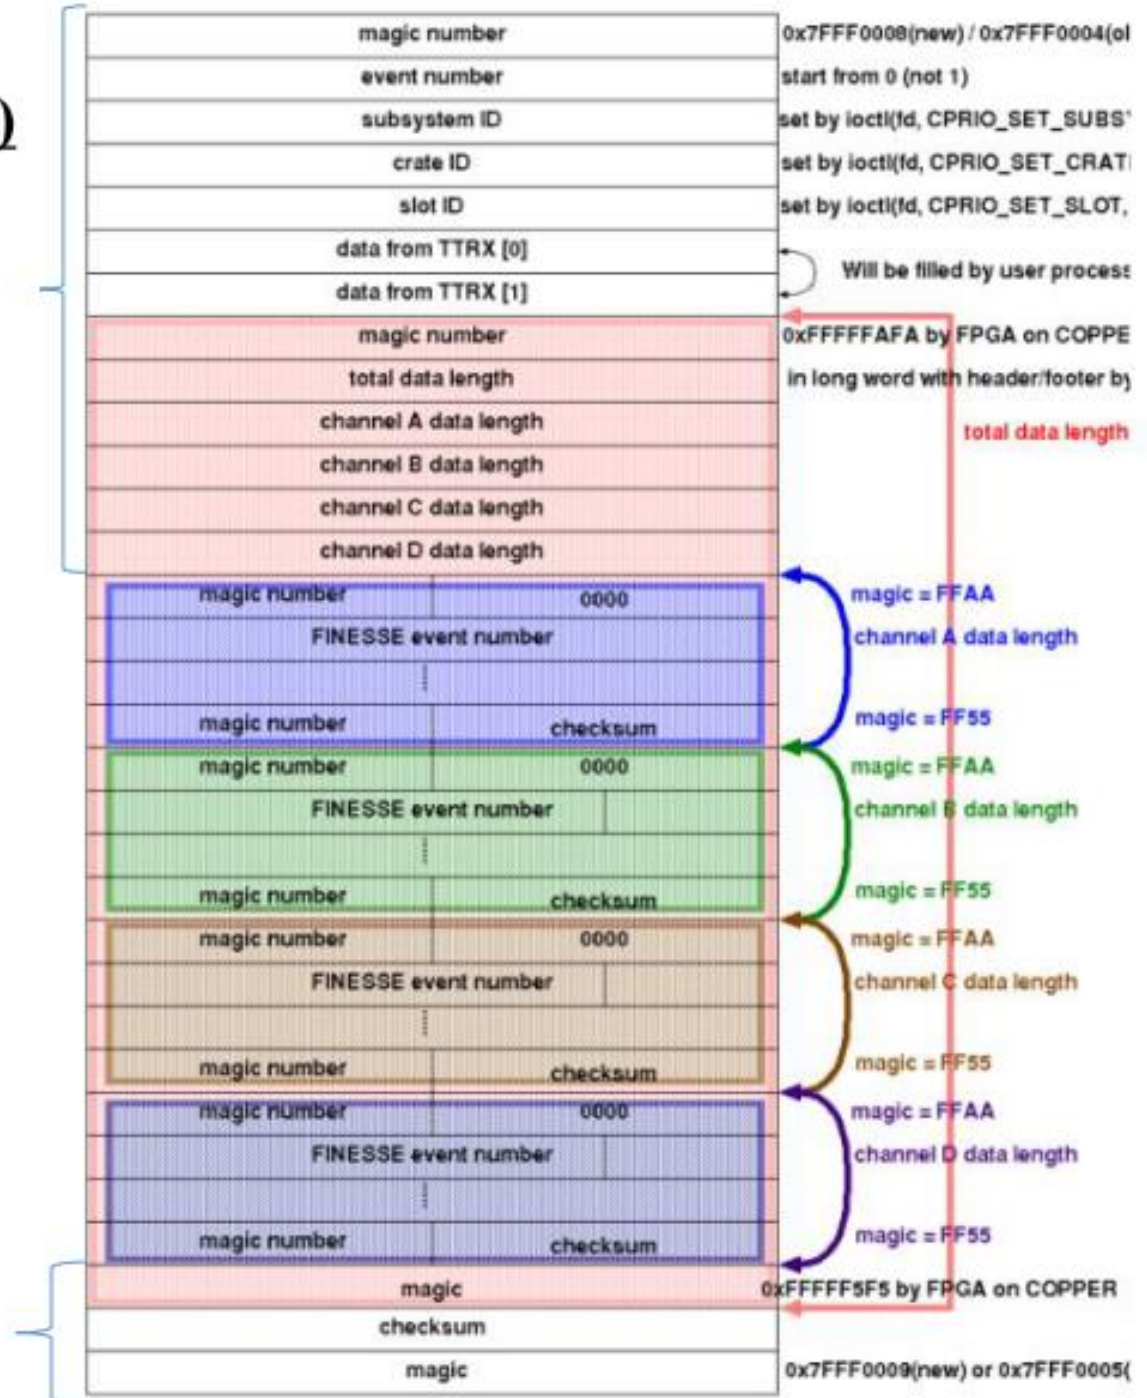 magic number 0x7FFF0008(new) / 0x7FFF0004(ol
event number start from 0 (not 1)
subsystem ID set by ioctl(fd, CPRIO_SET_SUBS
crate ID set by ioctl(fd, CPRIO_SET_CRAT
slot ID set by ioctl(fd, CPRIO_SET_SLOT,
data from TTRX [0]
Will be filled by user process
data from TTRX [1]
magic number 0xFFFFFAFA by FPGA on COPPE
total data length in long word with header/footer by
channel A data length
total data length
channel B data length
channel C data length
channel D data length
magic number 0000 magic = FFAA
FINESSE event number channel A data length
magic number checksum magic = FF55
magic number 0000 magic = FFAA
FINESSE event number channel B data length
magic number checksum magic = FF55
magic number 0000 magic = FFAA
FINESSE event number channel C data length
magic number checksum magic = FF55
magic number 0000 magic = FFAA
FINESSE event number channel D data length
magic number checksum magic = FF55
magic 0xFFFFF5F5 by FPGA on COPPER
checksum
magic 0x7FFF0009(new) or 0x7FFF0005(